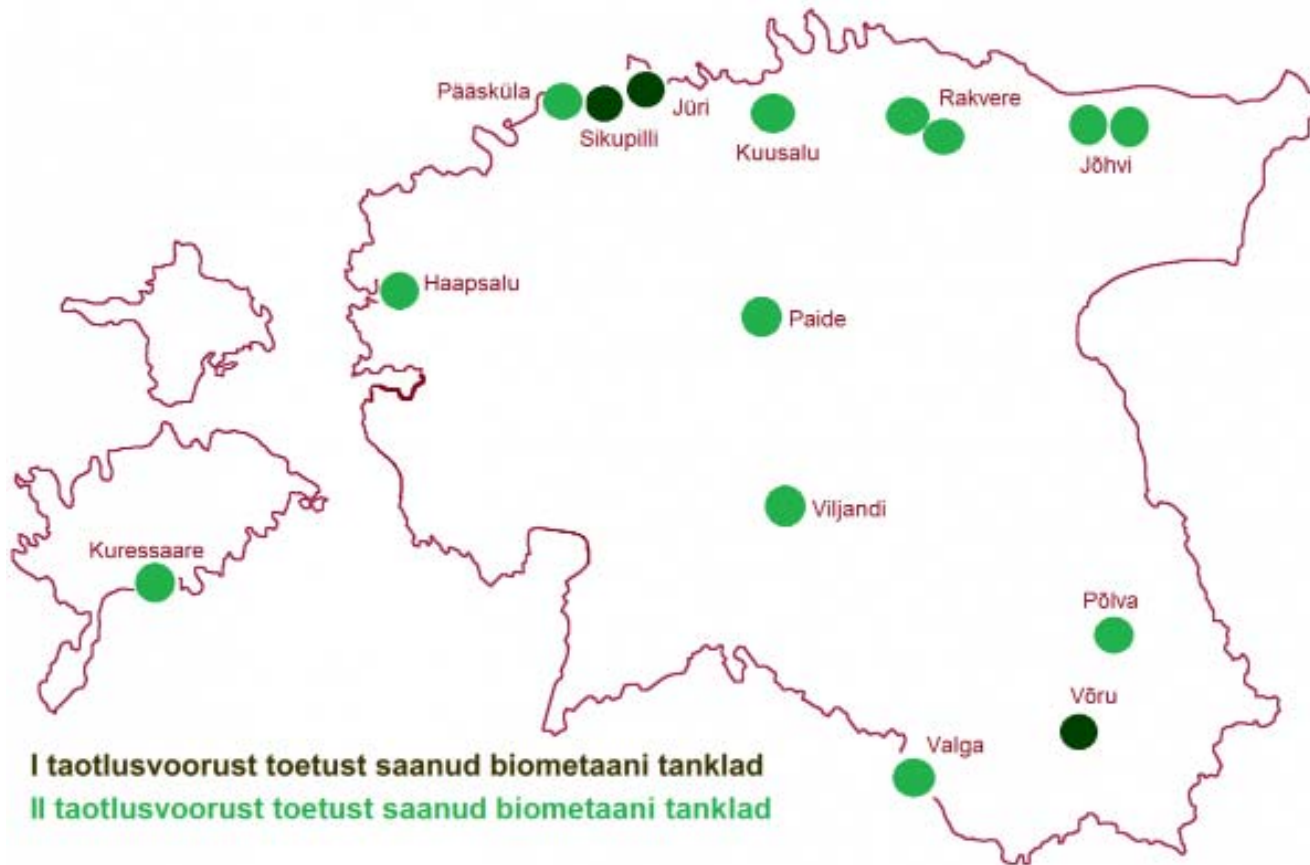 Pääsküla
Sikupilli
Jüri
Kuusalu
Rakvere
Jõhvi
Haapsalu
Paide
Viljandi
Kuressaare
Põlva
Võru
Valga
I taotlusvoorust toetust saanud biometaani tanklad
II taotlusvoorust toetust saanud biometaani tanklad